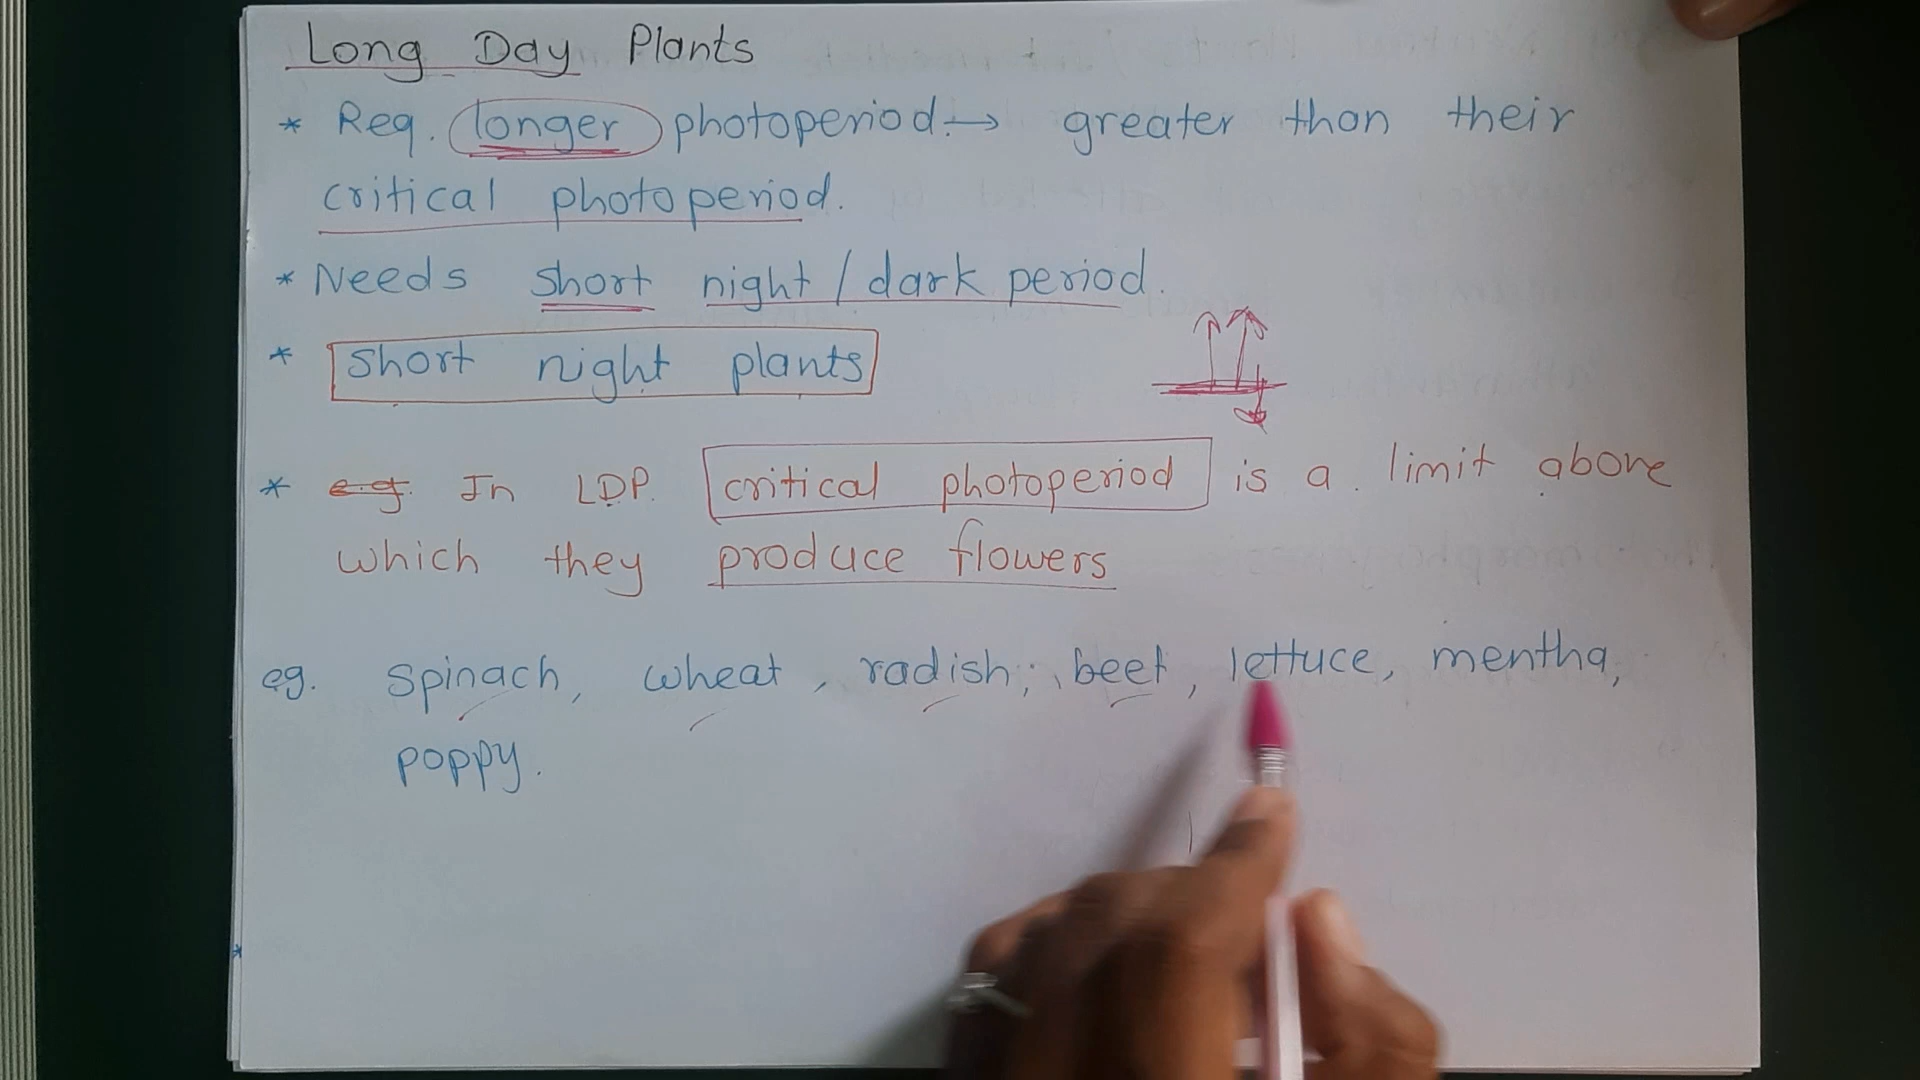 Long Day Plants
* Req. longer photoperiod. → greater than their
critical photoperiod.
* Needs short night / dark period.
* Short night plants
* e.g. In LDP critical photoperiod is a limit above
which they produce flowers
eg. Spinach, wheat, radish, beet, lettuce, mentha,
poppy.